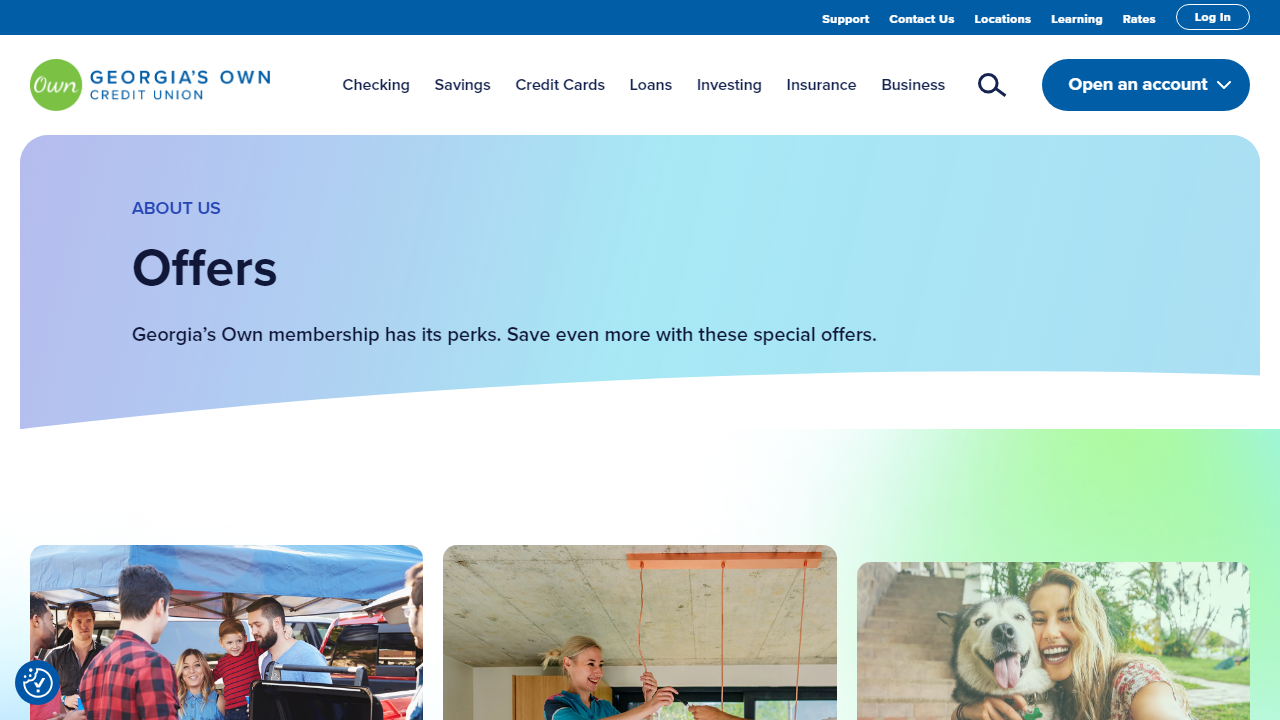 Support Contact Us Locations Learning Rates Log In
Own GEORGIA'S OWN
CREDIT UNION
Checking Savings Credit Cards Loans Investing Insurance Business Open an account
ABOUT US
Offers
Georgia’s Own membership has its perks. Save even more with these special offers.